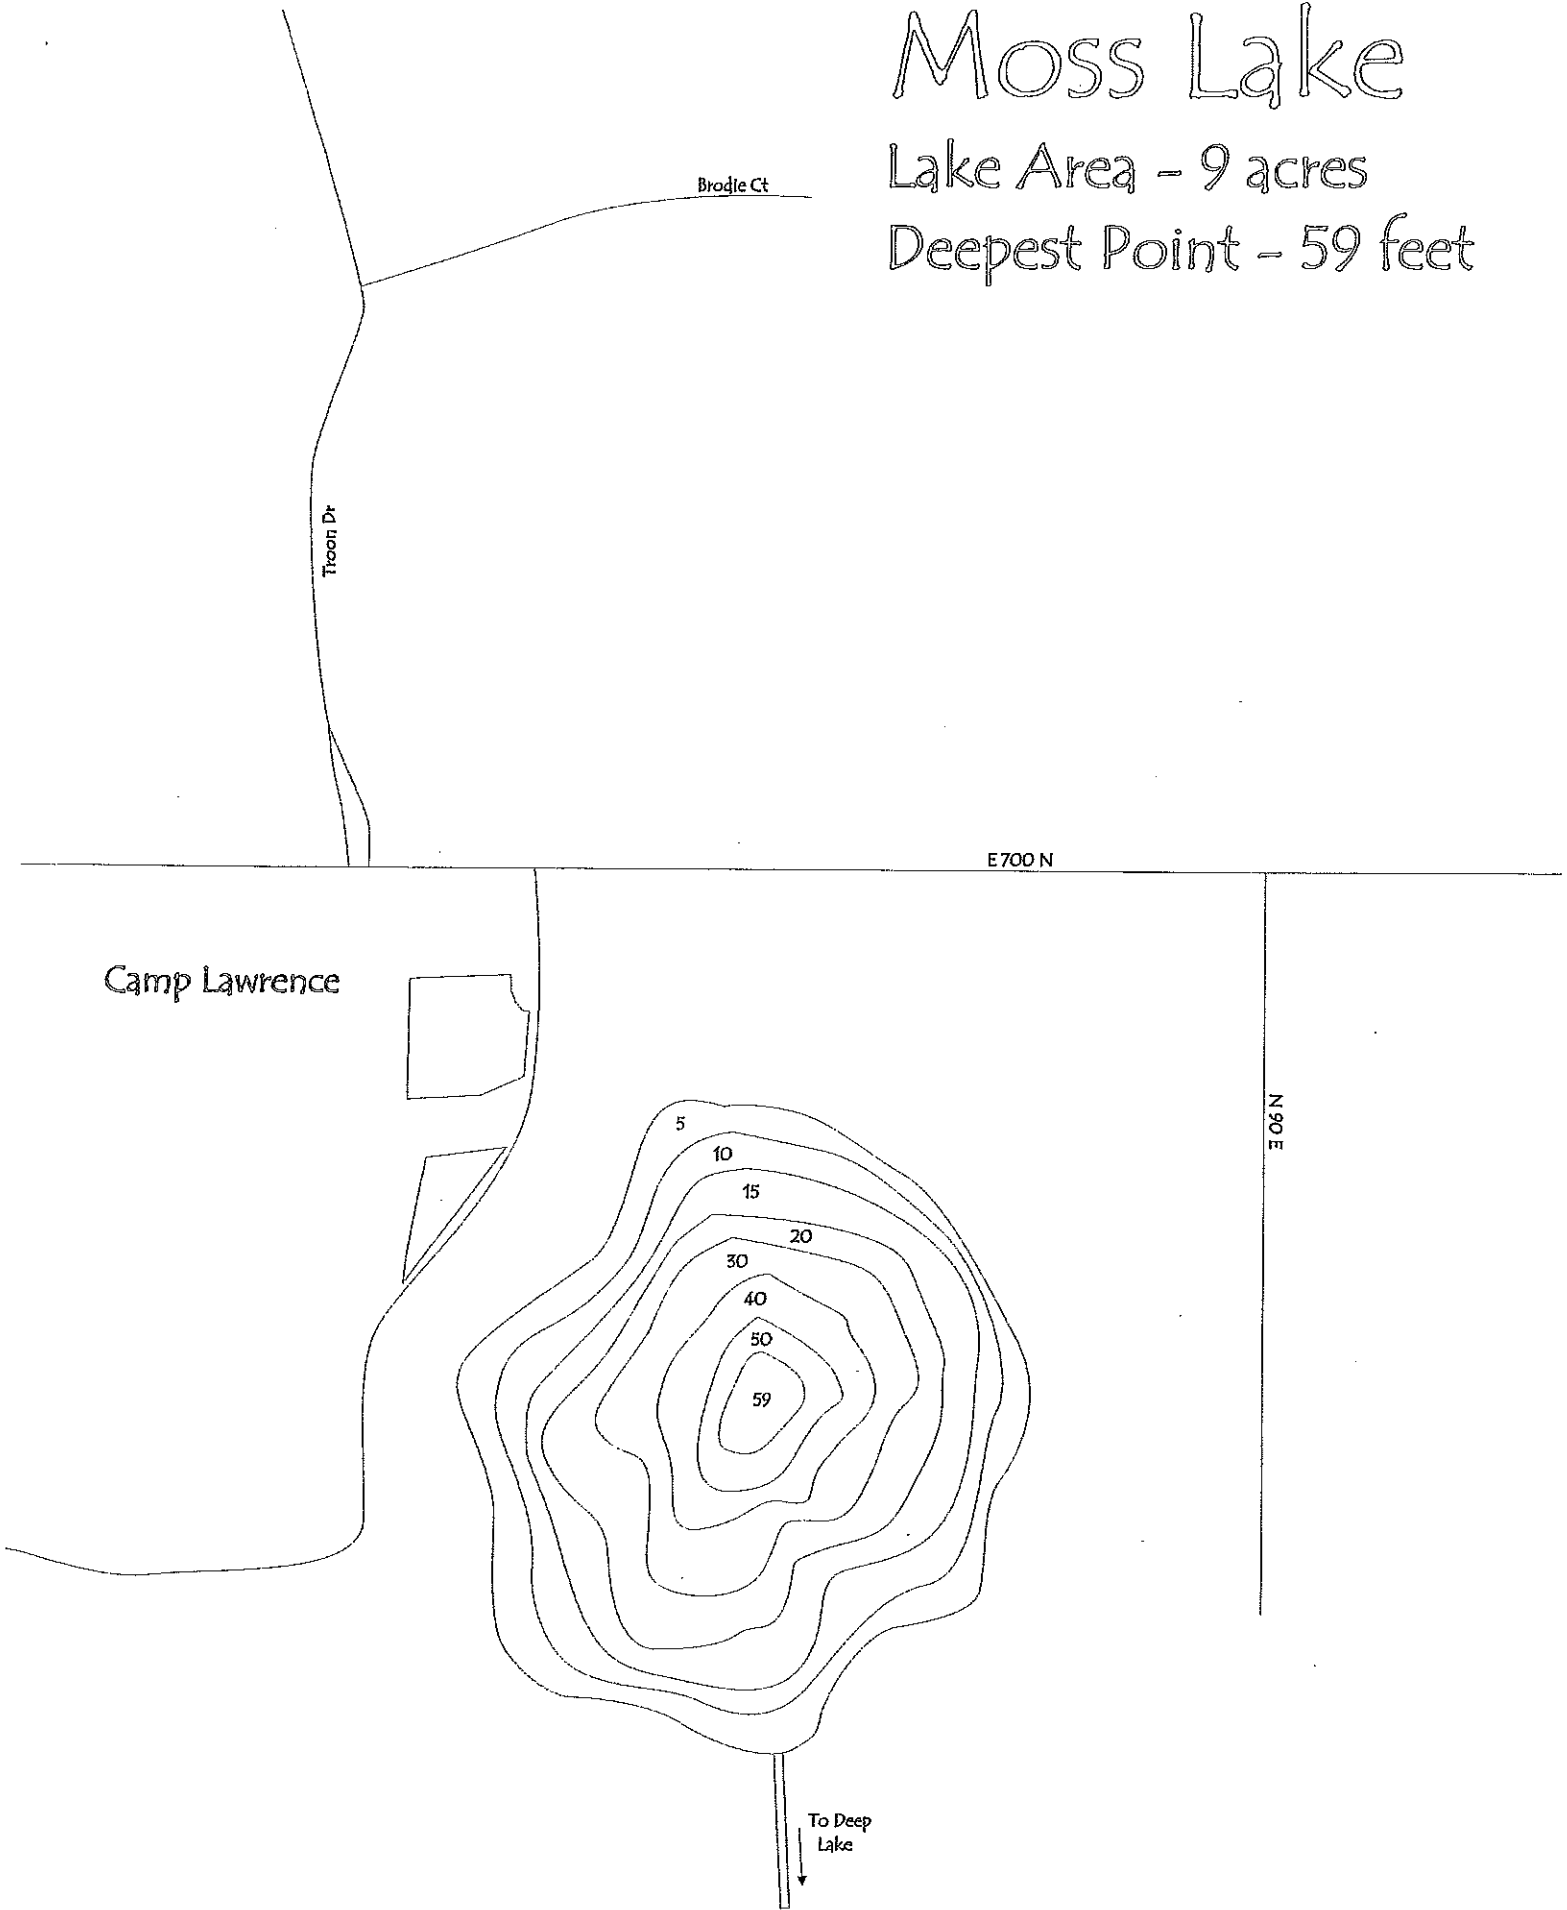 Moss Lake
Lake Area - 9 acres
Deepest Point - 59 feet
Brodie Ct
Troon Dr
E 700 N
Camp Lawrence
N 90 E
5
10
15
20
30
40
50
59
To Deep
Lake